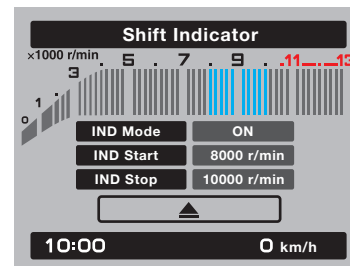 Shift Indicator
×1000 r/min
0 1 3 5 7 9 11 13
IND Mode ON
IND Start 8000 r/min
IND Stop 10000 r/min
10:00 0 km/h